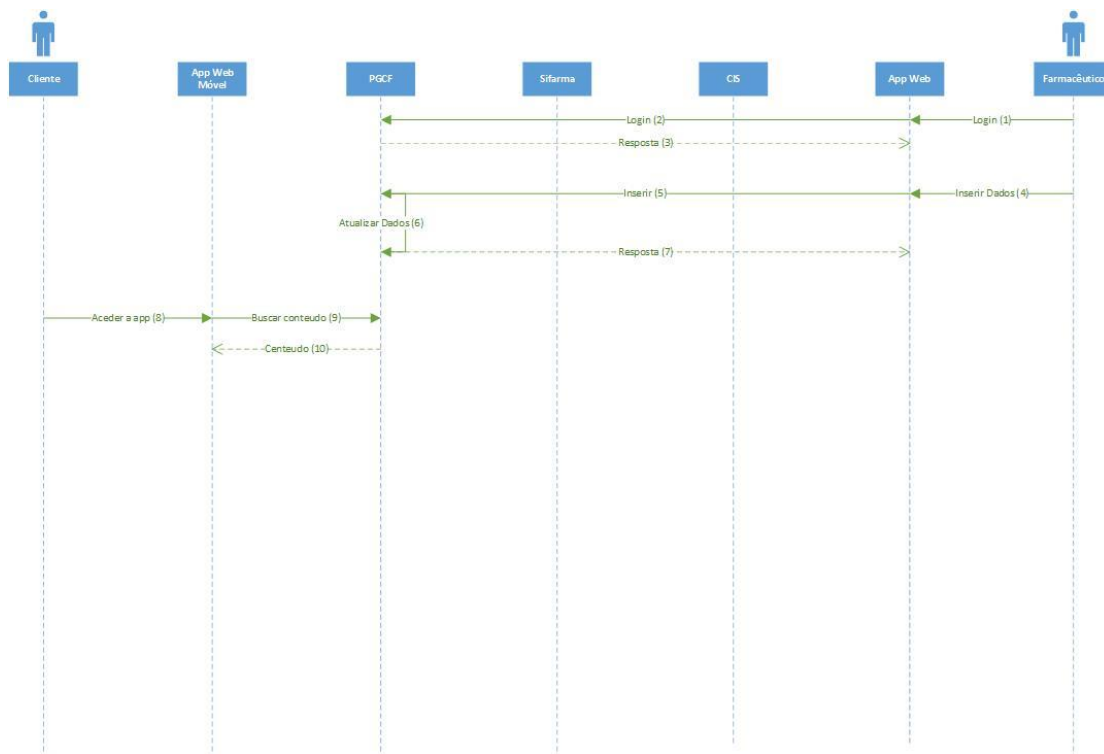 Cliente
App Web
Móvel
PGCF
Sifarma
CIS
App Web
Farmacêutico
Login (2)
Login (1)
Resposta (3)
Inserir (5)
Inserir Dados (4)
Atualizar Dados (6)
Resposta (7)
Aceder a app (8)
Buscar conteudo (9)
Centeudo (10)